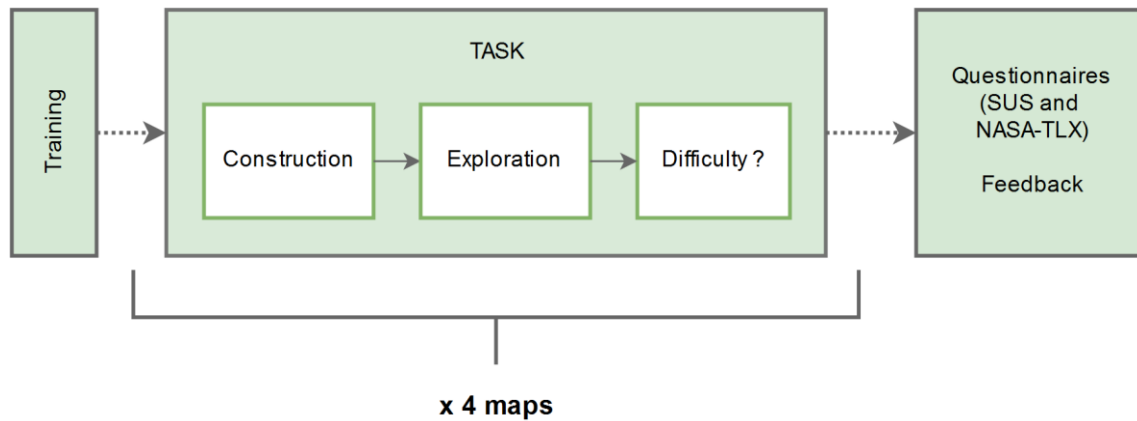 Training
TASK
Construction
Exploration
Difficulty ?
Questionnaires
(SUS and
NASA-TLX)
Feedback
x 4 maps